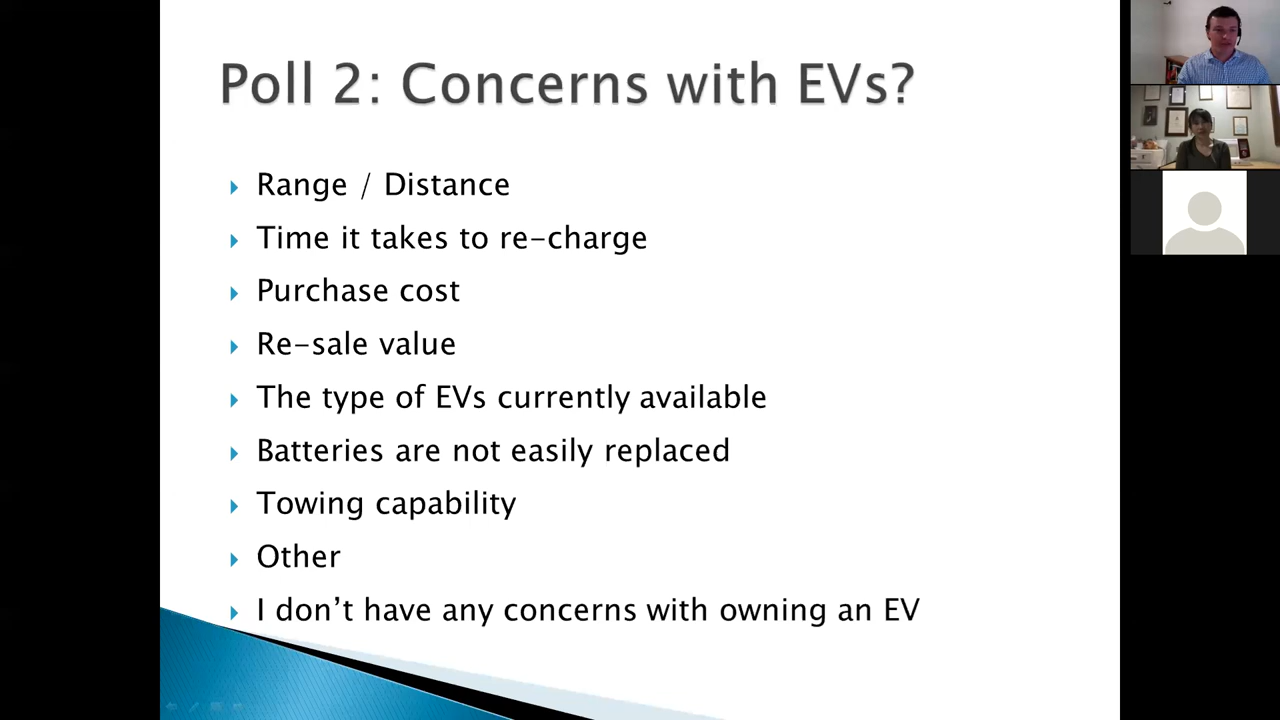 Poll 2: Concerns with EVs?
Range / Distance
Time it takes to re-charge
Purchase cost
Re-sale value
The type of EVs currently available
Batteries are not easily replaced
Towing capability
Other
I don’t have any concerns with owning an EV